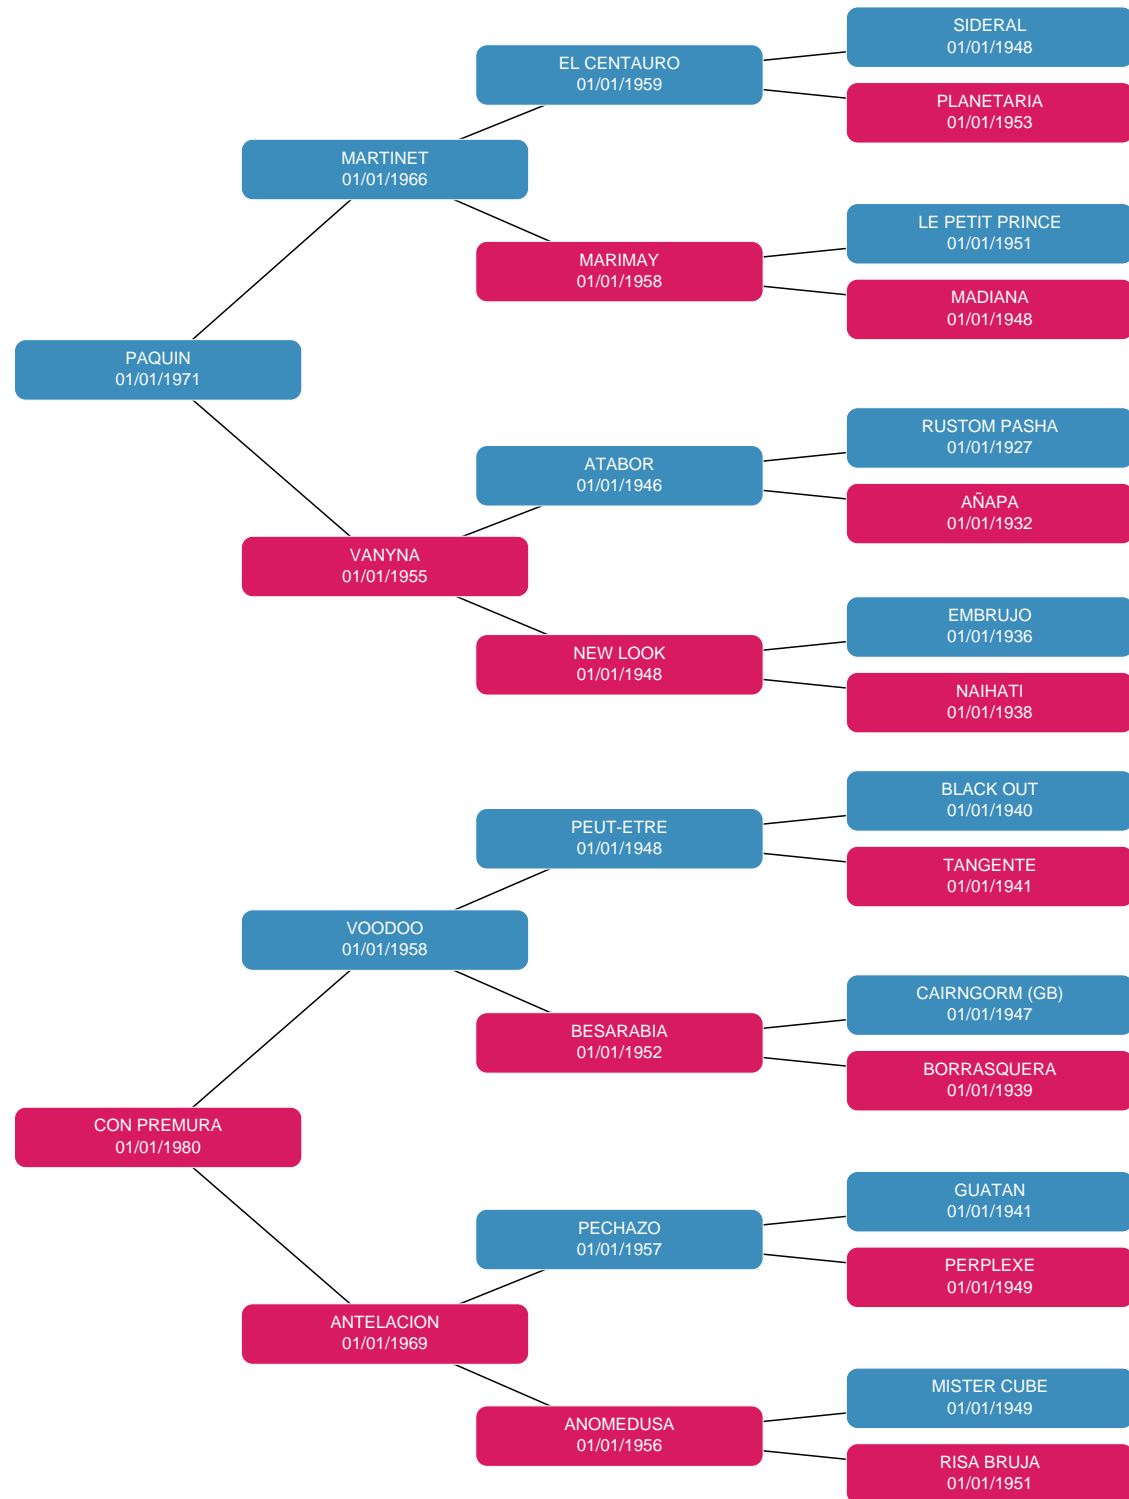 SIDERAL
01/01/1948
EL CENTAURO
01/01/1959
PLANETARIA
01/01/1953
MARTINET
01/01/1966
LE PETIT PRINCE
01/01/1951
MARIMAY
01/01/1958
MADIANA
01/01/1948
PAQUIN
01/01/1971
RUSTOM PASHA
01/01/1927
ATABOR
01/01/1946
AÑAPA
01/01/1932
VANYNA
01/01/1955
EMBRUJO
01/01/1936
NEW LOOK
01/01/1948
NAIHATI
01/01/1938
BLACK OUT
01/01/1940
PEUT-ETRE
01/01/1948
TANGENTE
01/01/1941
VOODOO
01/01/1958
CAIRNGORM (GB)
01/01/1947
BESARABIA
01/01/1952
BORRASQUERA
01/01/1939
CON PREMURA
01/01/1980
GUATAN
01/01/1941
PECHAZO
01/01/1957
PERPLEXE
01/01/1949
ANTELACION
01/01/1969
MISTER CUBE
01/01/1949
ANOMEDUSA
01/01/1956
RISA BRUJA
01/01/1951